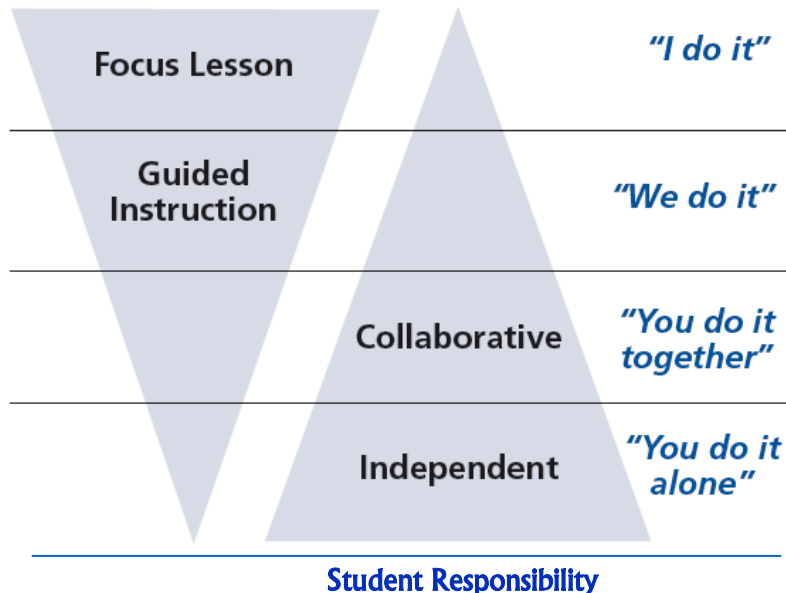 Focus Lesson
“I do it”
Guided
Instruction
“We do it”
Collaborative
“You do it
together”
Independent
“You do it
alone”
Student Responsibility